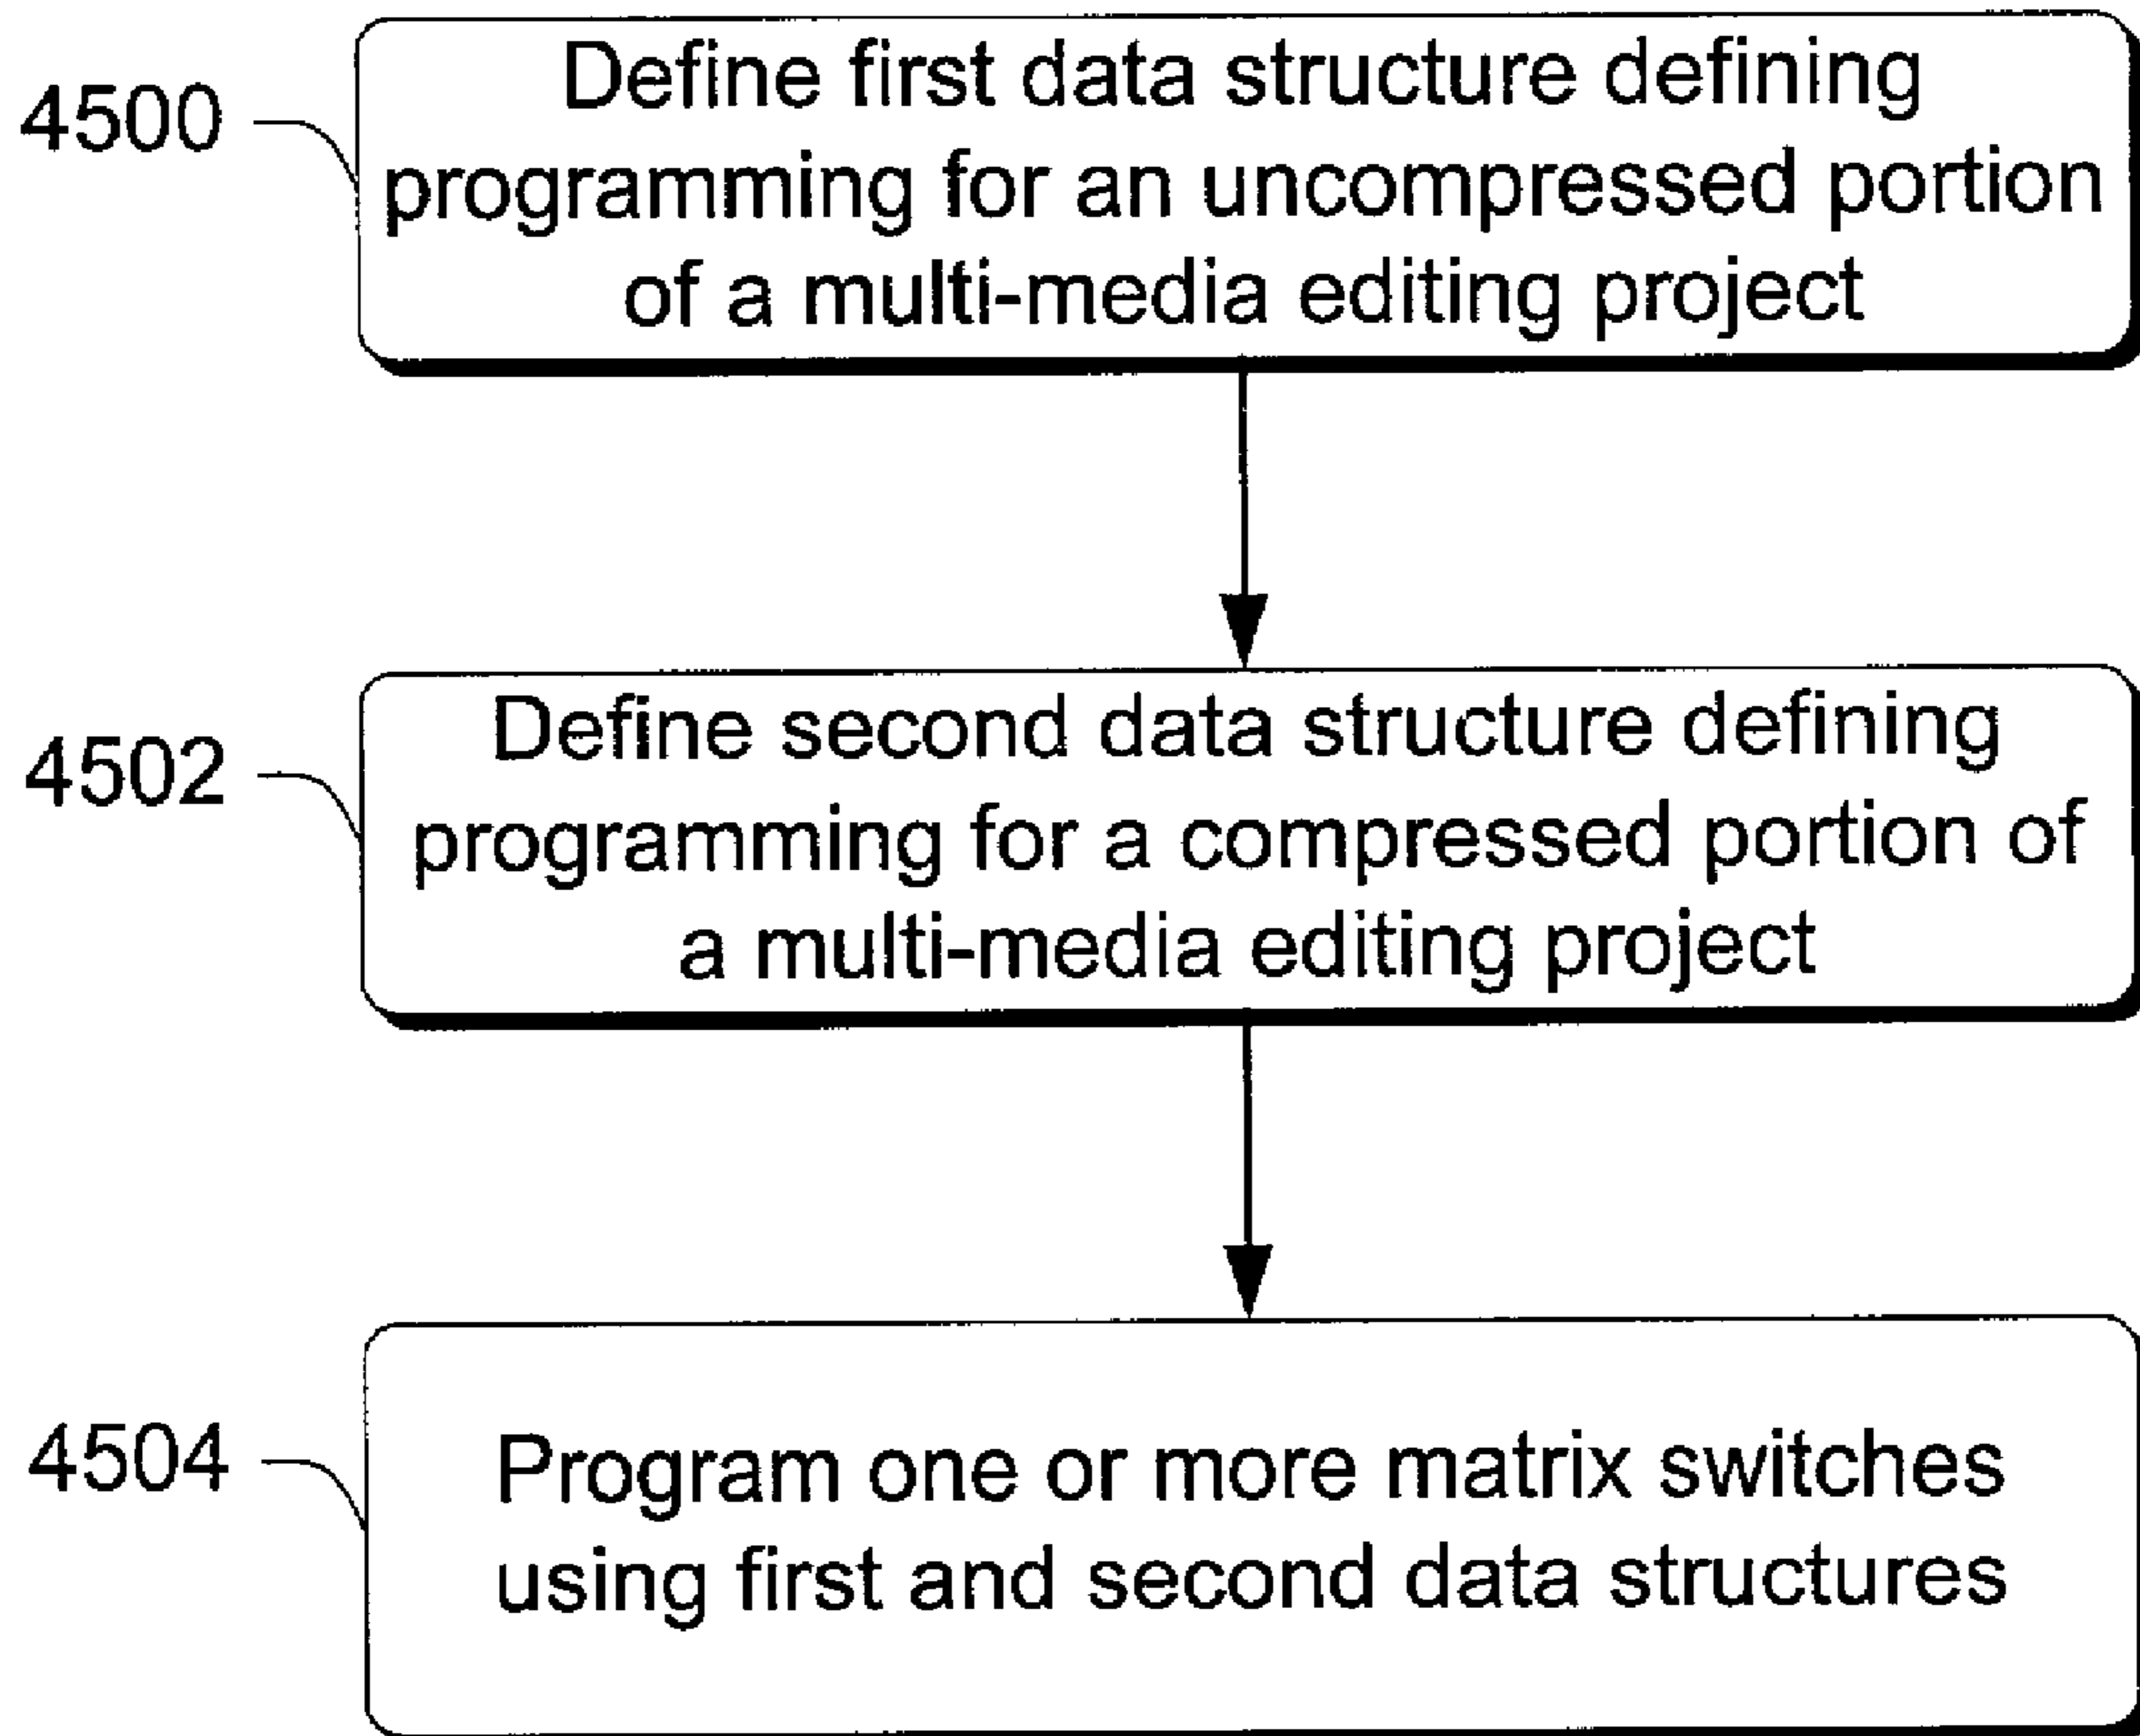 4500
Define first data structure defining
programming for an uncompressed portion
of a multi-media editing project
4502
Define second data structure defining
programming for a compressed portion of
a multi-media editing project
4504
Program one or more matrix switches
using first and second data structures